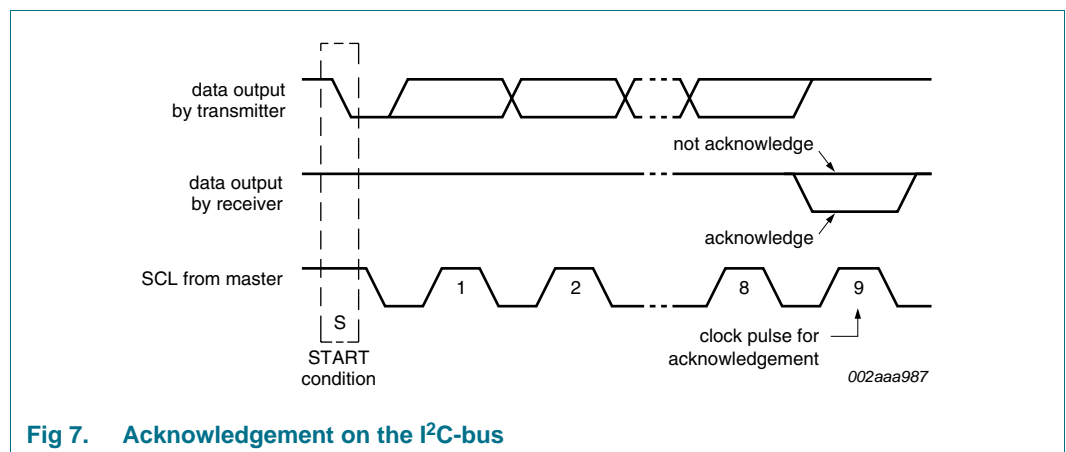 data output
by transmitter
not acknowledge
data output
by receiver
acknowledge
SCL from master
1
2
8
9
S
START
condition
clock pulse for
acknowledgement
002aaa987
Fig 7. Acknowledgement on the I²C-bus